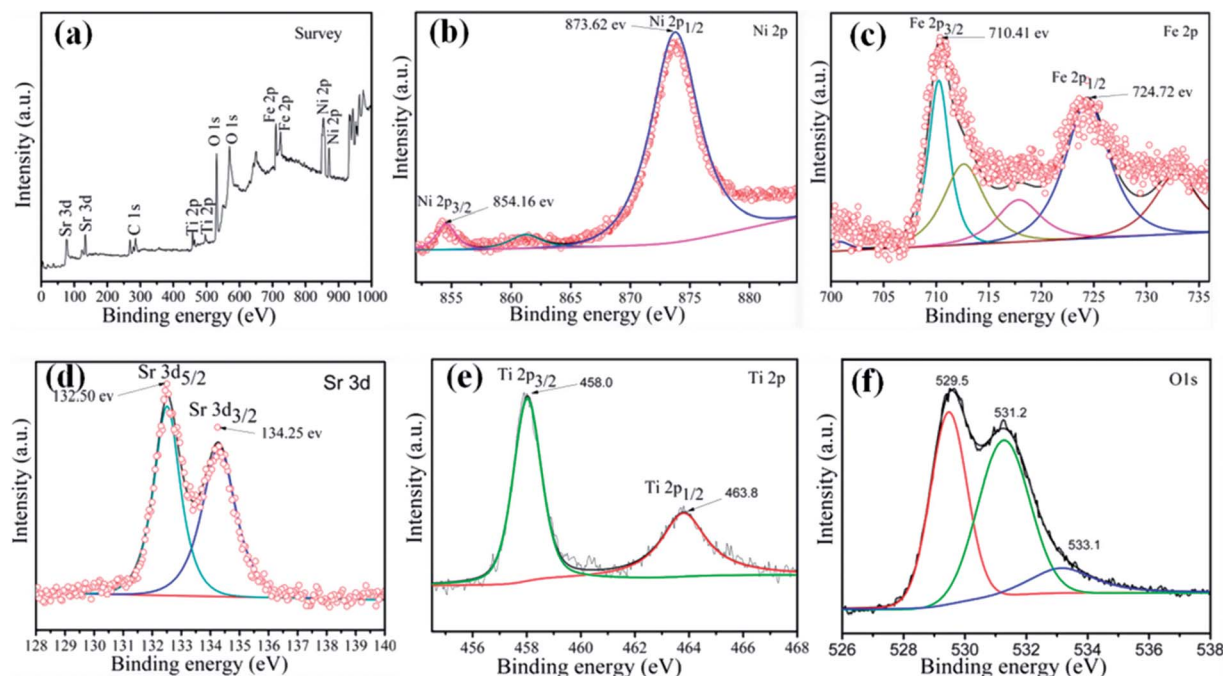 (a)
Survey
Sr 3d
Sr 3d
C 1s
Ti 2p
Ti 2p
O 1s
O 1s
Fe 2p
Fe 2p
Ni 2p
Ni 2p
Intensity (a.u.)
0 100 200 300 400 500 600 700 800 900 1000
Binding energy (eV)
(b)
873.62 ev
Ni 2p1/2
Ni 2p
Ni 2p3/2
854.16 ev
Intensity (a.u.)
855 860 865 870 875 880
Binding energy (eV)
(c)
Fe 2p3/2
710.41 ev
Fe 2p
Fe 2p1/2
724.72 ev
Intensity (a.u.)
700 705 710 715 720 725 730 735
Binding energy (eV)
(d)
Sr 3d5/2
Sr 3d
132.50 ev
Sr 3d3/2
134.25 ev
Intensity (a.u.)
128 129 130 131 132 133 134 135 136 137 138 139 140
Binding energy (eV)
(e)
Ti 2p3/2
458.0
Ti 2p
Ti 2p1/2
463.8
Intensity (a.u.)
456 458 460 462 464 466 468
Binding energy (eV)
(f)
529.5
O1s
531.2
533.1
Intensity (a.u.)
526 528 530 532 534 536 538
Binding energy (eV)